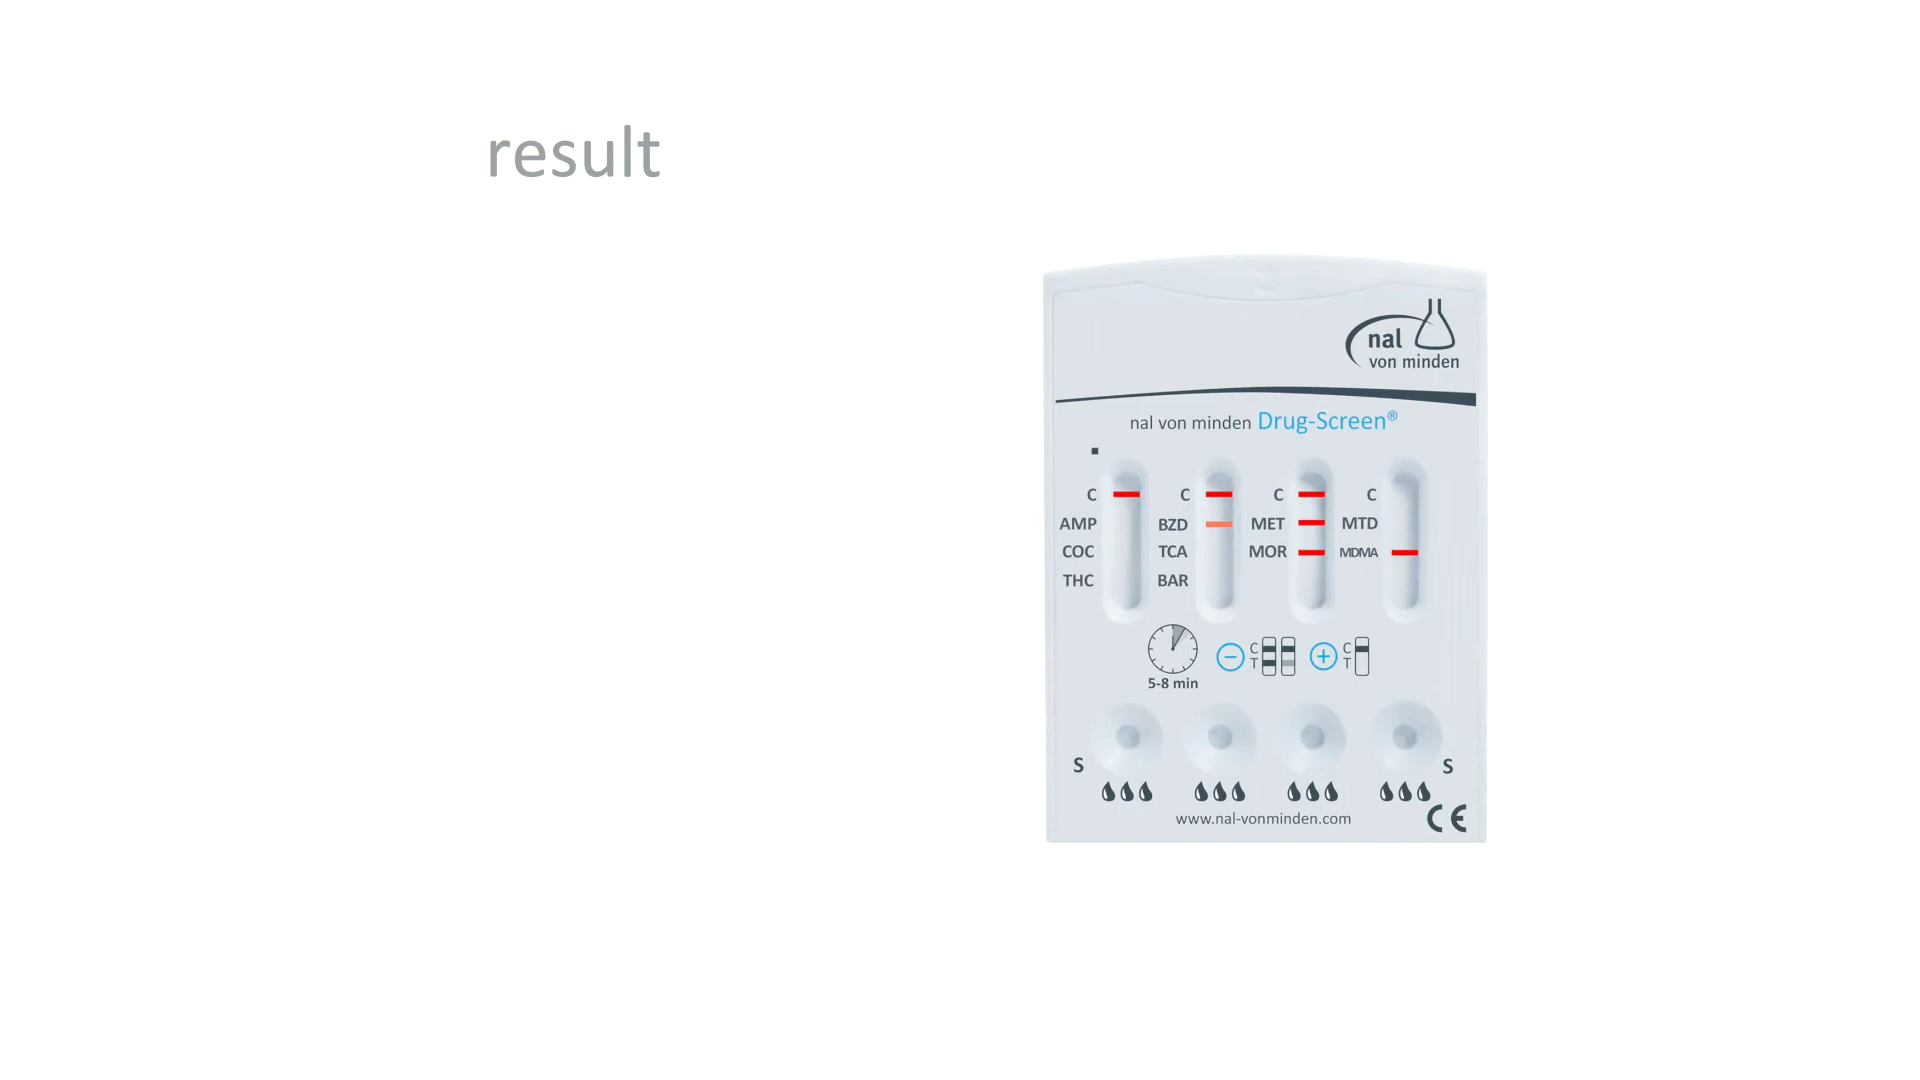 result
nal
von minden
nal von minden Drug-Screen®
C C C C
AMP BZD MET MTD
COC TCA MOR MDMA
THC BAR
C C
T T
5-8 min
S S
www.nal-vonminden.com
CE